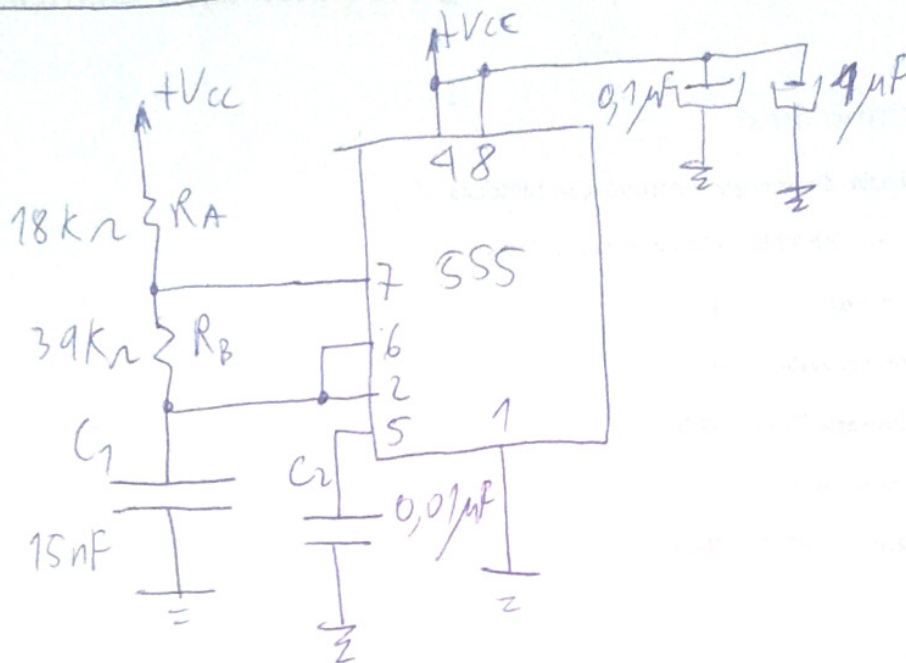 +Vcc
+Vcc
0,1µF
1µF
4 8
18KΩ
RA
7
555
39KΩ
RB
6
2
5
1
C1
C2
0,01µF
15nF